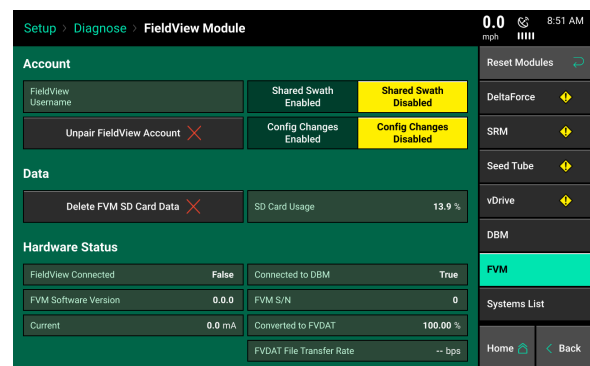 Setup > Diagnose > FieldView Module
0.0
mph
8:51 AM
Account
FieldView
Username
Shared Swath
Enabled
Shared Swath
Disabled
Unpair FieldView Account
Config Changes
Enabled
Config Changes
Disabled
Data
Delete FVM SD Card Data
SD Card Usage 13.9 %
Hardware Status
FieldView Connected False
Connected to DBM True
FVM Software Version 0.0.0
FVM S/N 0
Current 0.0 mA
Converted to FVDAT 100.00 %
FVDAT File Transfer Rate -- bps
Reset Modules
DeltaForce
SRM
Seed Tube
vDrive
DBM
FVM
Systems List
Home < Back